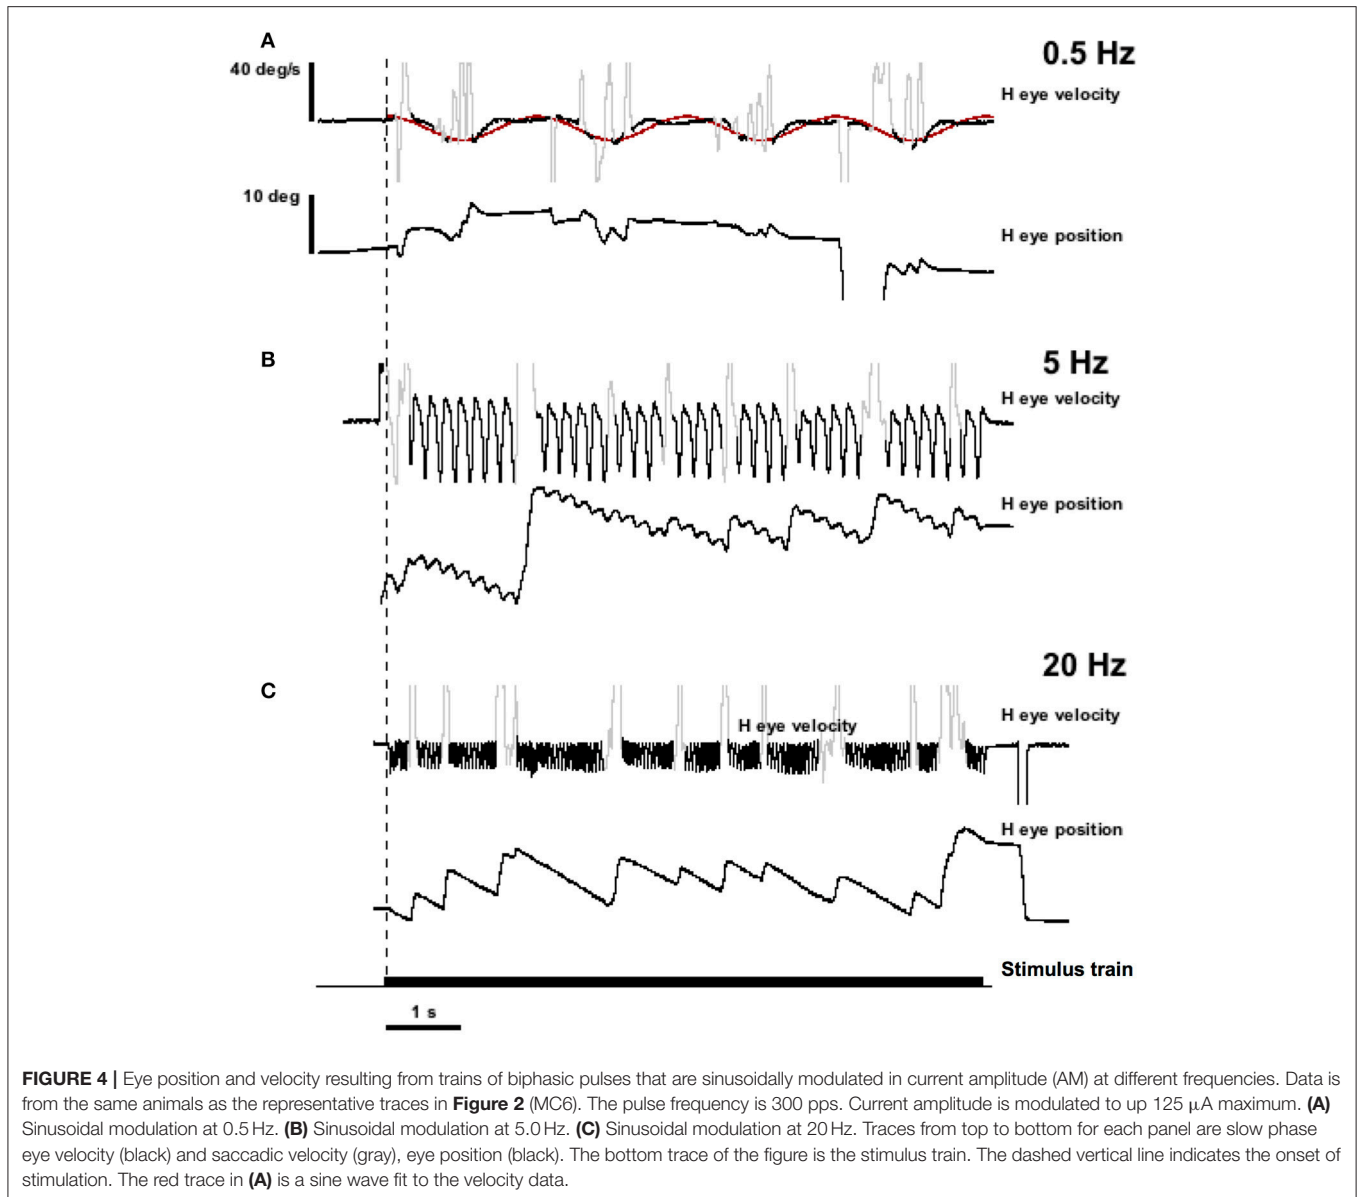 A
0.5 Hz
40 deg/s
H eye velocity
10 deg
H eye position
B
5 Hz
H eye velocity
H eye position
20 Hz
C
H eye velocity
H eye velocity
H eye position
Stimulus train
1 s
FIGURE 4 | Eye position and velocity resulting from trains of biphasic pulses that are sinusoidally modulated in current amplitude (AM) at different frequencies. Data is
from the same animals as the representative traces in Figure 2 (MC6). The pulse frequency is 300 pps. Current amplitude is modulated to up 125 μA maximum. (A)
Sinusoidal modulation at 0.5 Hz. (B) Sinusoidal modulation at 5.0 Hz. (C) Sinusoidal modulation at 20 Hz. Traces from top to bottom for each panel are slow phase
eye velocity (black) and saccadic velocity (gray), eye position (black). The bottom trace of the figure is the stimulus train. The dashed vertical line indicates the onset of
stimulation. The red trace in (A) is a sine wave fit to the velocity data.